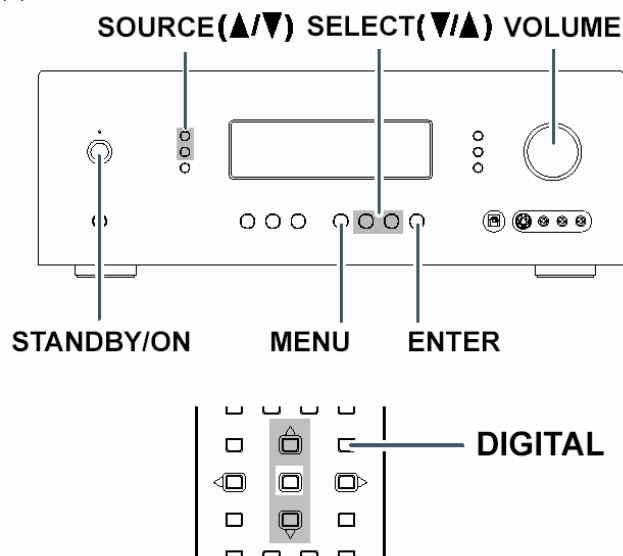 SOURCE(▲/▼) SELECT(▼/▲) VOLUME
STANDBY/ON MENU ENTER
DIGITAL